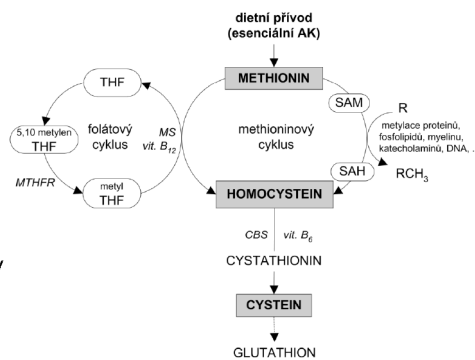 dietní přívod
(esenciální AK)
METHIONIN
THF
SAM
R
5,10 metylen
THF
folátový
cyklus
MS
vit. B12
methioninový
cyklus
metylace proteinů,
fosfolipidů, myelinu,
katecholaminů, DNA, .
MTHFR
metyl
THF
SAH
RCH3
HOMOCYSTEIN
CBS vit. B6
CYSTATHIONIN
CYSTEIN
GLUTATHION